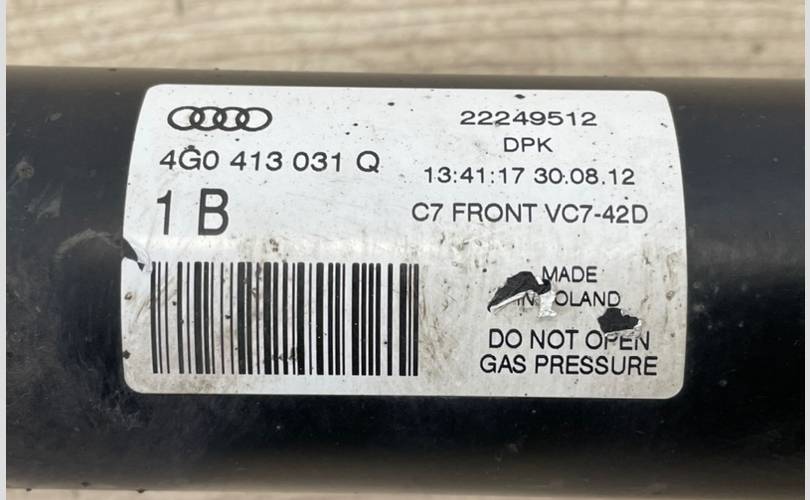 4G0 413 031 Q
1 B
22249512
DPK
13:41:17 30.08.12
C7 FRONT VC7-42D
MADE
IN
DO NOT OPEN
GAS PRESSURE